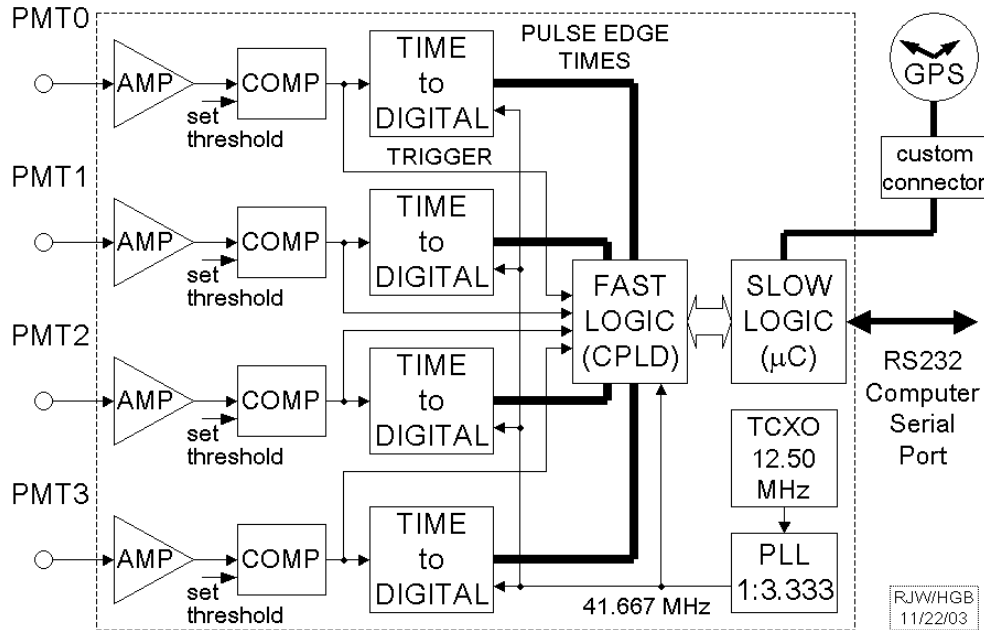 PMT0
AMP
COMP
set
threshold
TIME
to
DIGITAL
PULSE EDGE
TIMES
TRIGGER
GPS
custom
connector
PMT1
AMP
COMP
set
threshold
TIME
to
DIGITAL
FAST
LOGIC
(CPLD)
SLOW
LOGIC
(μC)
RS232
Computer
Serial
Port
PMT2
AMP
COMP
set
threshold
TIME
to
DIGITAL
TCXO
12.50
MHz
PMT3
AMP
COMP
set
threshold
TIME
to
DIGITAL
PLL
1:3.333
41.667 MHz
RJW/HGB
11/22/03